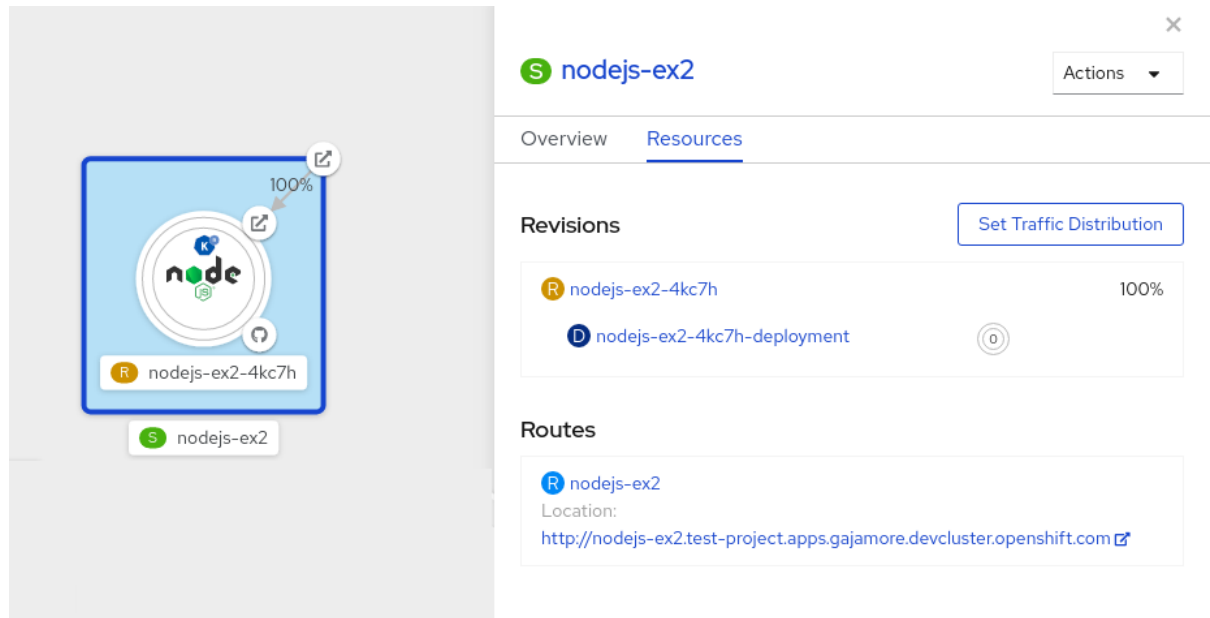 100%
K
node
JS
R nodejs-ex2-4kc7h
S nodejs-ex2
S nodejs-ex2
Actions
Overview Resources
Revisions
Set Traffic Distribution
R nodejs-ex2-4kc7h 100%
D nodejs-ex2-4kc7h-deployment 0
Routes
R nodejs-ex2
Location:
http://nodejs-ex2.test-project.apps.gajamore.devcluster.openshift.com